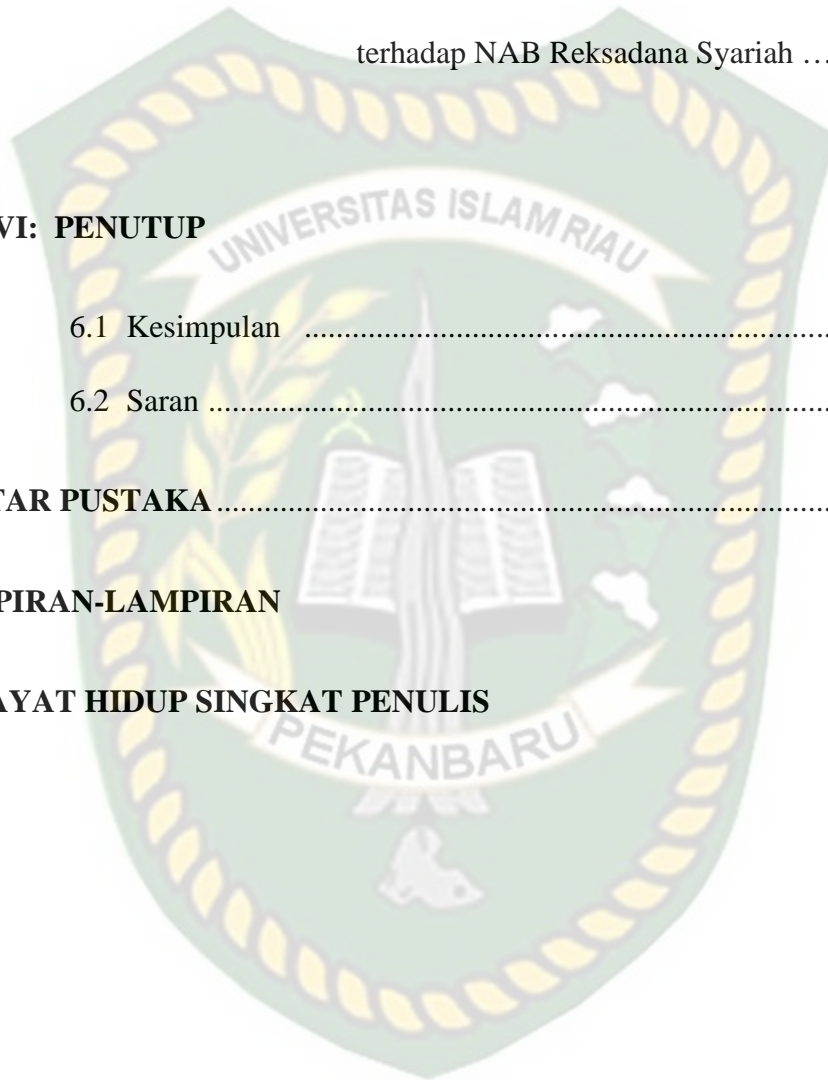 terhadap NAB Reksadana Syariah ….
UNIVERSITAS ISLAM RIAU
VI: PENUTUP
6.1 Kesimpulan ..................................................................
6.2 Saran ..............................................................................
TAR PUSTAKA .............................................................................
PIRAN-LAMPIRAN
AYAT HIDUP SINGKAT PENULIS
PEKANBARU